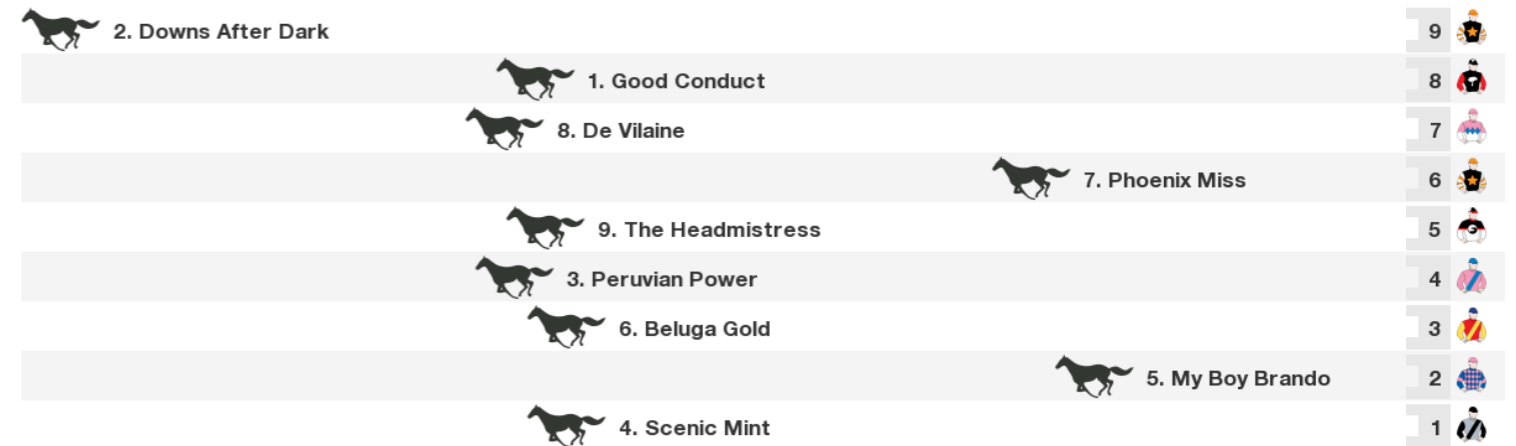 2. Downs After Dark 9
1. Good Conduct 8
8. De Vilaine 7
7. Phoenix Miss 6
9. The Headmistress 5
3. Peruvian Power 4
6. Beluga Gold 3
5. My Boy Brando 2
4. Scenic Mint 1